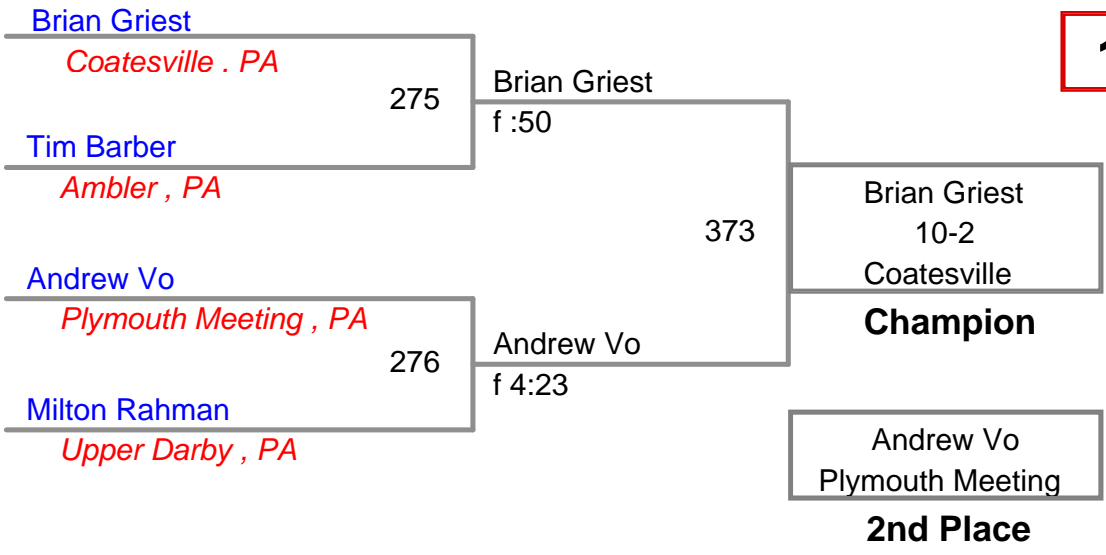 Brian Griest
Coatesville . PA
275
Brian Griest
f :50
Tim Barber
Ambler , PA
373
Brian Griest
10-2
Coatesville
Champion
Andrew Vo
Plymouth Meeting , PA
276
Andrew Vo
f 4:23
Milton Rahman
Upper Darby , PA
Andrew Vo
Plymouth Meeting
2nd Place